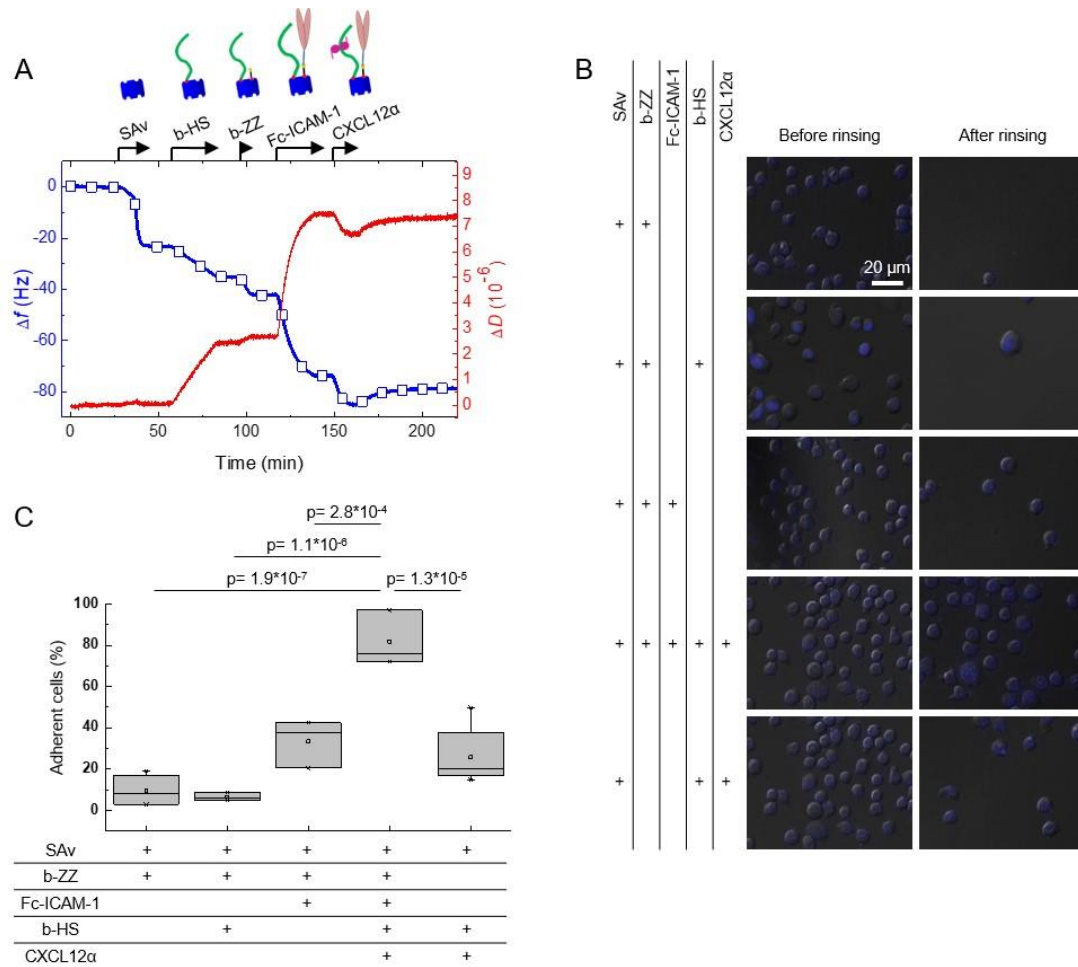 A
SAv
b-HS
b-ZZ
Fc-ICAM-1
CXCL12α
0
-20
-40
-60
-80
Δf (Hz)
9
8
7
6
5
4
3
2
1
0
ΔD (10⁻⁶)
0 50 100 150 200
Time (min)
B
SAv
b-ZZ
Fc-ICAM-1
b-HS
CXCL12α
Before rinsing After rinsing
+ +
20 µm
+ + +
+ + +
+ + + + +
+ + +
C
p= 2.8*10⁻⁴
p= 1.1*10⁻⁶
p= 1.9*10⁻⁷ p= 1.3*10⁻⁵
100
80
60
40
20
0
Adherent cells (%)
SAv + + + + +
b-ZZ + + + +
Fc-ICAM-1 + +
b-HS + + +
CXCL12α + +